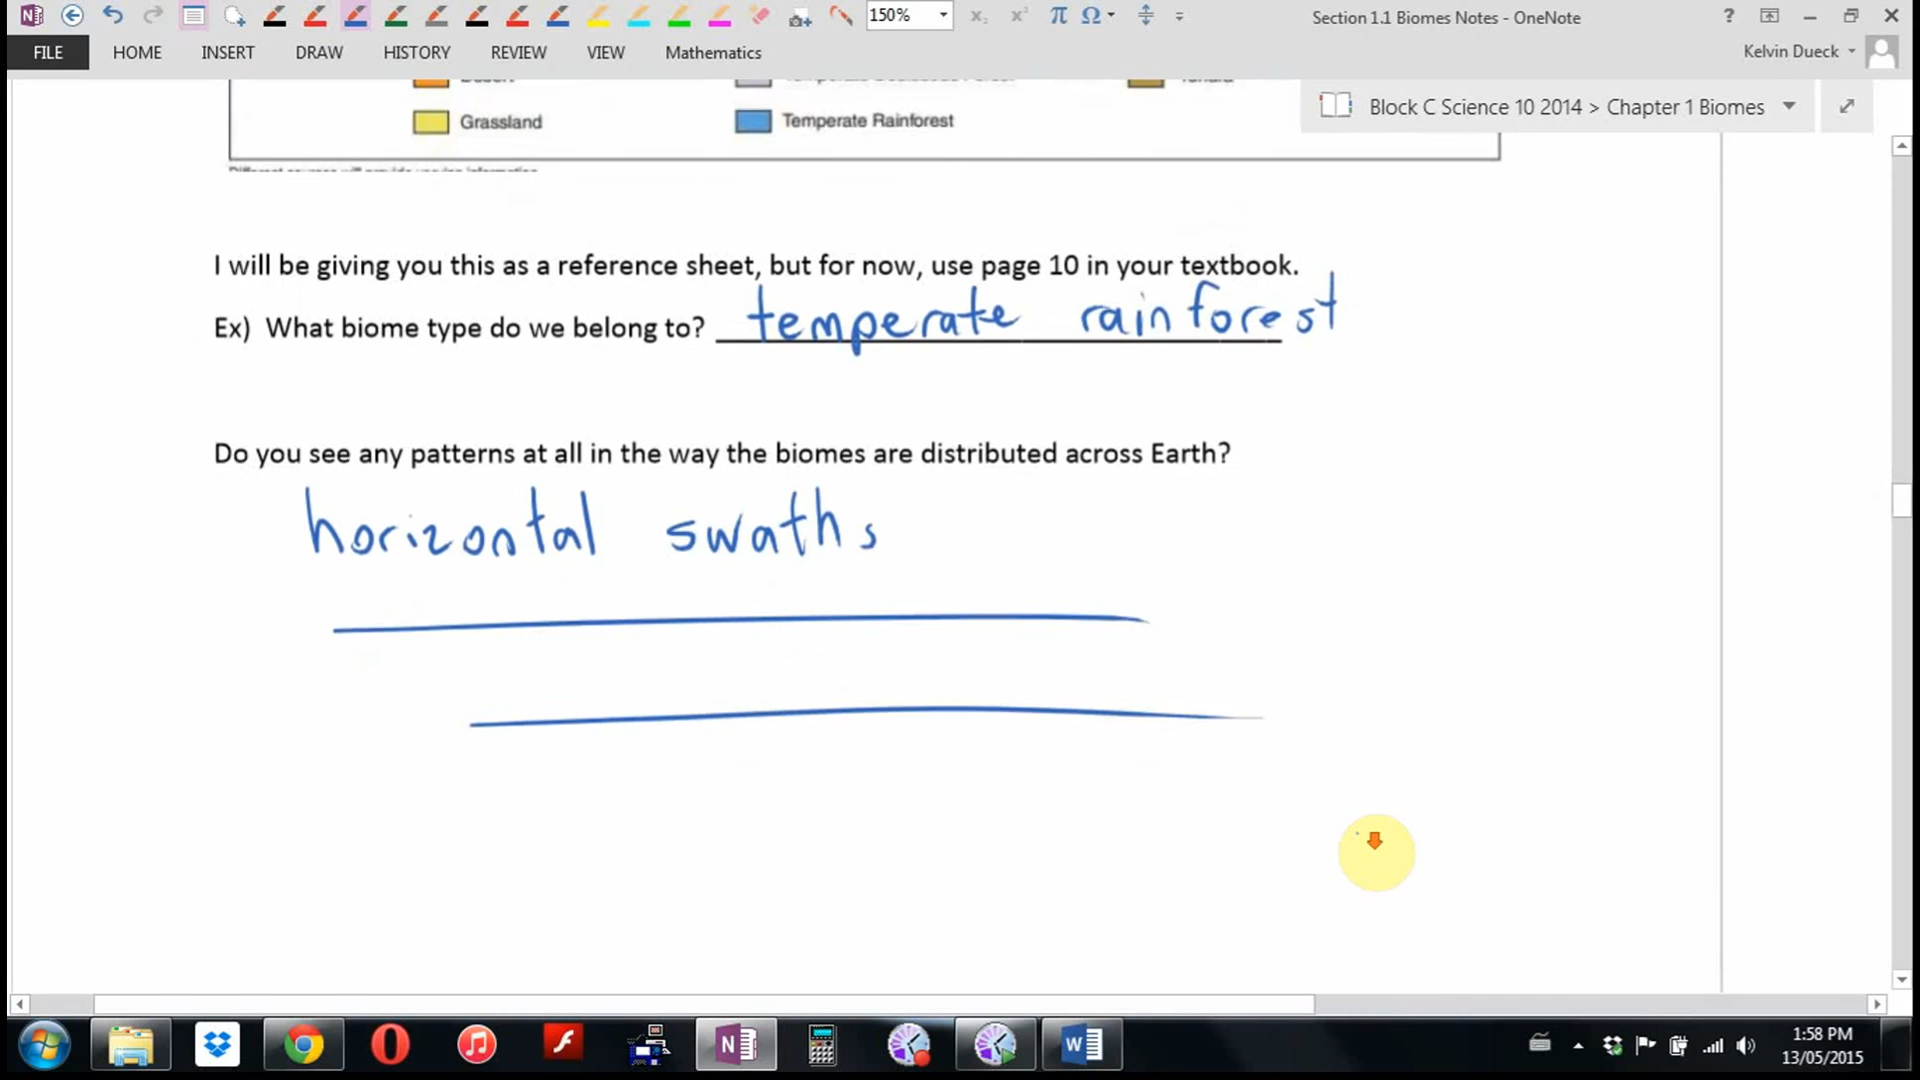 150%
Section 1.1 Biomes Notes - OneNote
FILE HOME INSERT DRAW HISTORY REVIEW VIEW Mathematics
Kelvin Dueck
Block C Science 10 2014 > Chapter 1 Biomes
Grassland Temperate Rainforest
I will be giving you this as a reference sheet, but for now, use page 10 in your textbook.
Ex) What biome type do we belong to? temperate rainforest
Do you see any patterns at all in the way the biomes are distributed across Earth?
horizontal swaths
1:58 PM
13/05/2015